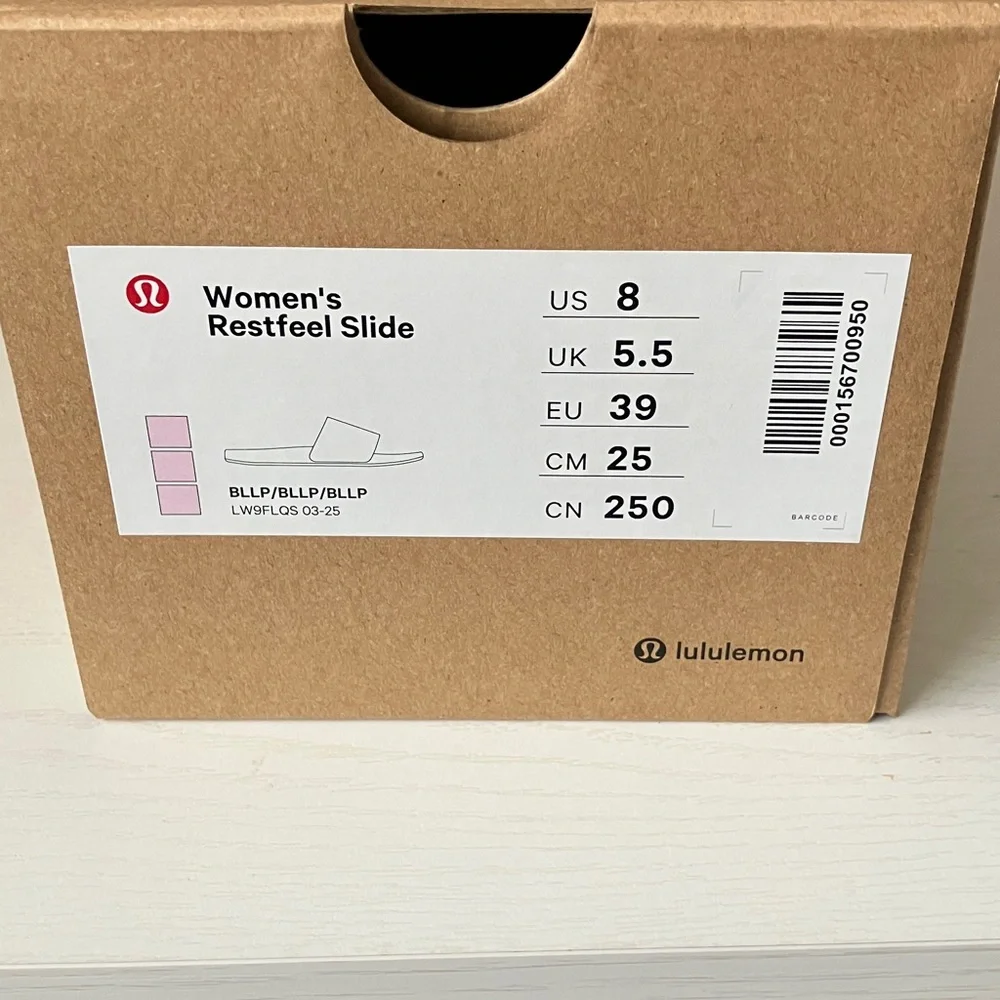 Women's
Restfeel Slide
BLLP/BLLP/BLLP
LW9FLQS 03-25
US 8
UK 5.5
EU 39
CM 25
CN 250
000156700950
BARCODE
lululemon